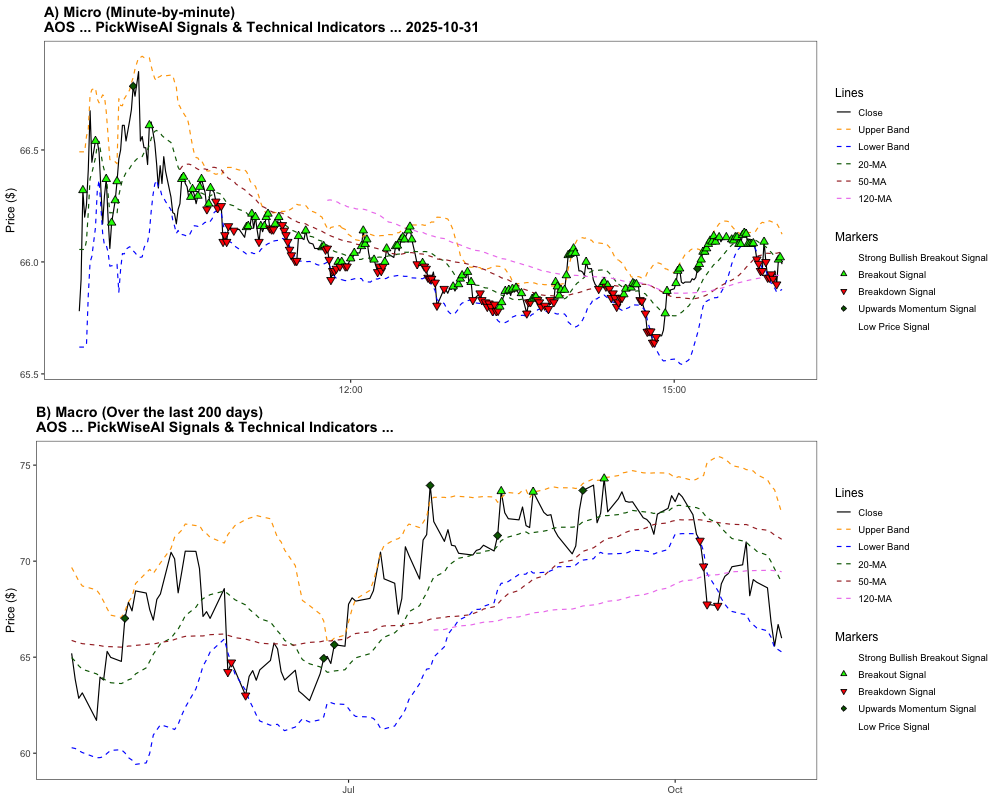 A) Micro (Minute-by-minute)
AOS ... PickWiseAI Signals & Technical Indicators ... 2025-10-31
Price ($)
66.5
66.0
65.5
12:00
15:00
Lines
Close
Upper Band
Lower Band
20-MA
50-MA
120-MA
Markers
Strong Bullish Breakout Signal
Breakout Signal
Breakdown Signal
Upwards Momentum Signal
Low Price Signal
B) Macro (Over the last 200 days)
AOS ... PickWiseAI Signals & Technical Indicators ...
Price ($)
75
70
65
60
Jul
Oct
Lines
Close
Upper Band
Lower Band
20-MA
50-MA
120-MA
Markers
Strong Bullish Breakout Signal
Breakout Signal
Breakdown Signal
Upwards Momentum Signal
Low Price Signal